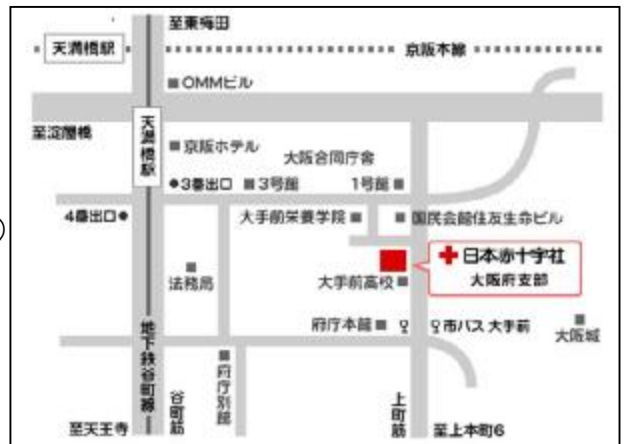 至東梅田
天満橋駅
京阪本線
■OMMビル
至淀屋橋
天満橋駅
■京阪ホテル
大阪合同庁舎
●3番出口
■3号館
1号館■
4番出口●
大手前栄養学院■
■国民会館住友生命ビル
日本赤十字社
大阪府支部
■
法務局
大手前高校■
府庁本館■
市バス 大手前
■
大阪城
地下鉄谷町線
■府庁別館
谷町筋
上町筋
至天王寺
至上本町6